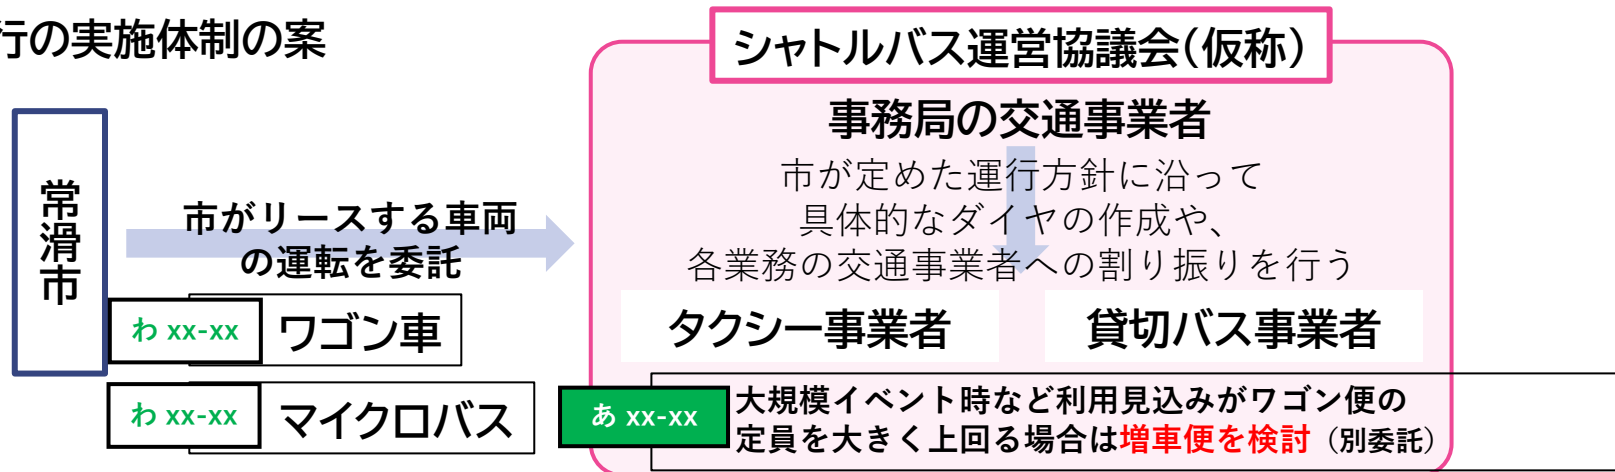 行の実施体制の案
シャトルバス運営協議会(仮称)
事務局の交通事業者
市が定めた運行方針に沿って
具体的なダイヤの作成や、
各業務の交通事業者への割り振りを行う
常滑市
市がリースする車両
の運転を委託
わ xx-xx
ワゴン車
わ xx-xx
マイクロバス
タクシー事業者
貸切バス事業者
あ xx-xx
大規模イベント時など利用見込みがワゴン便の
定員を大きく上回る場合は増車便を検討（別委託）